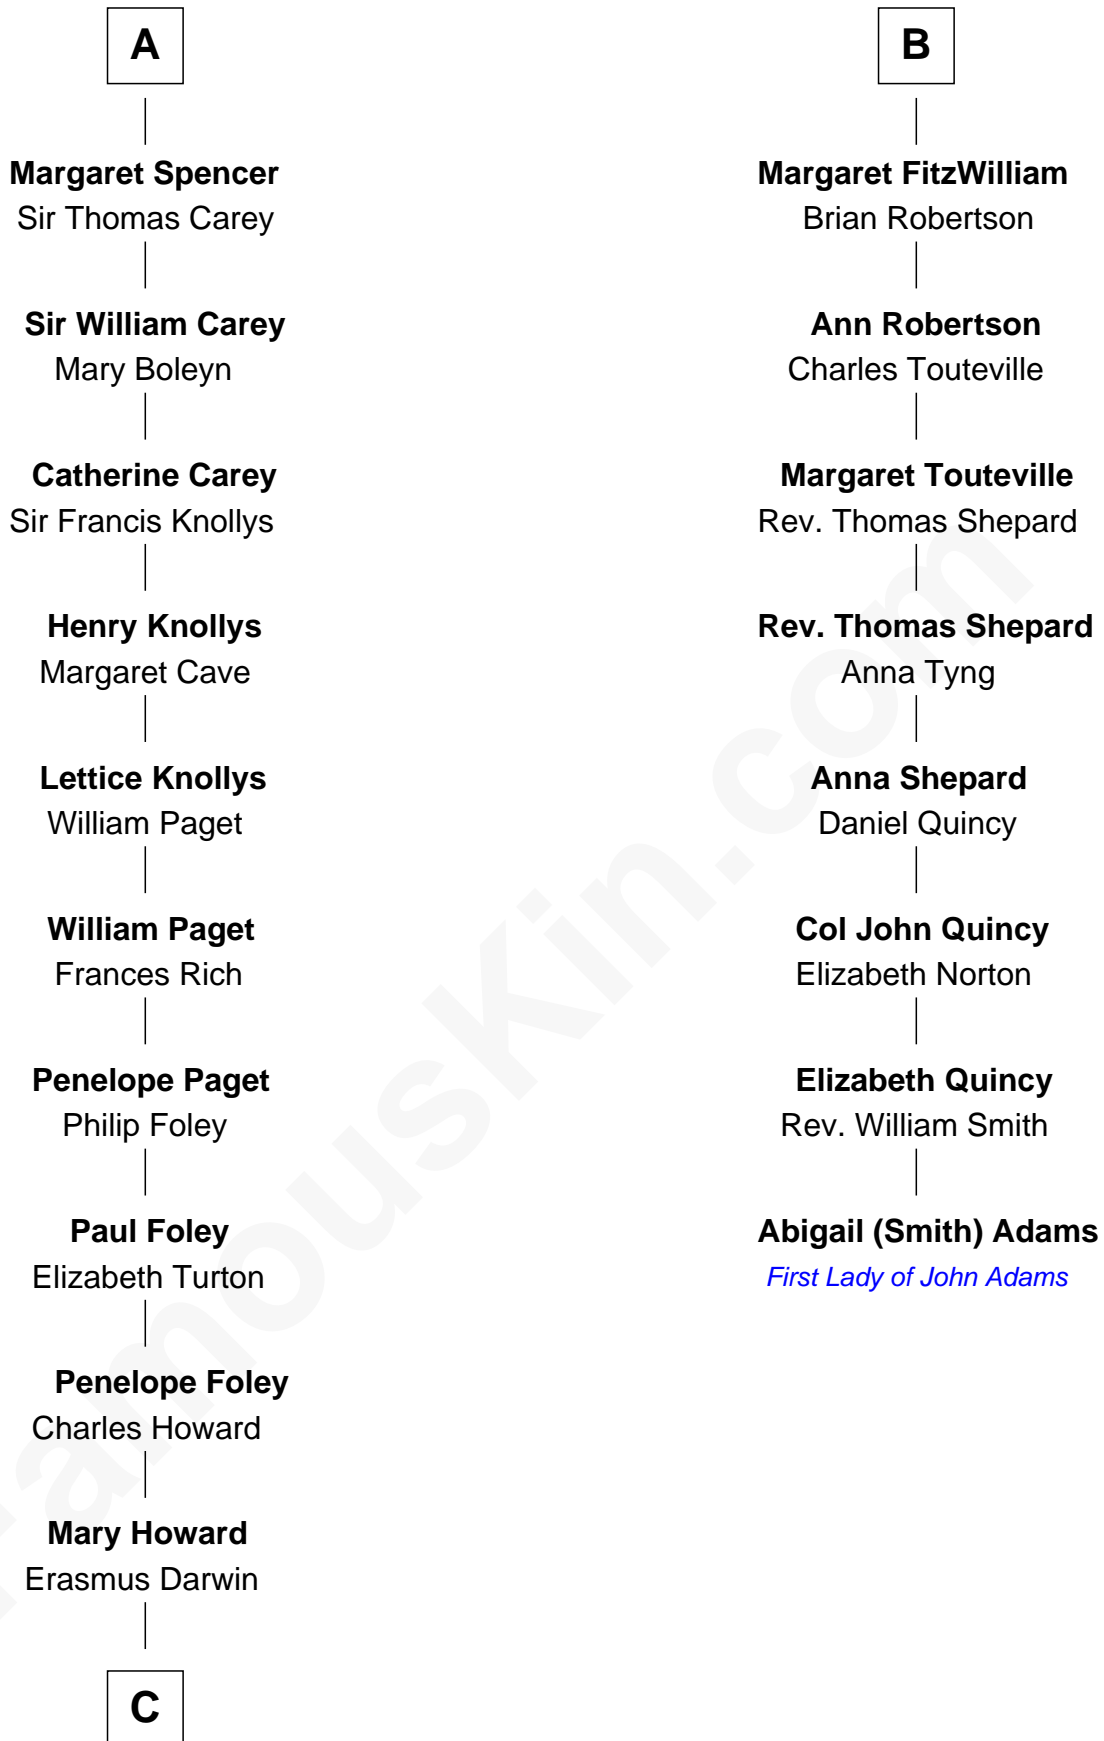 A
Margaret Spencer
Sir Thomas Carey
Sir William Carey
Mary Boleyn
Catherine Carey
Sir Francis Knollys
Henry Knollys
Margaret Cave
Lettice Knollys
William Paget
William Paget
Frances Rich
Penelope Paget
Philip Foley
Paul Foley
Elizabeth Turton
Penelope Foley
Charles Howard
Mary Howard
Erasmus Darwin
C
B
Margaret FitzWilliam
Brian Robertson
Ann Robertson
Charles Touteville
Margaret Touteville
Rev. Thomas Shepard
Rev. Thomas Shepard
Anna Tyng
Anna Shepard
Daniel Quincy
Col John Quincy
Elizabeth Norton
Elizabeth Quincy
Rev. William Smith
Abigail (Smith) Adams
First Lady of John Adams
FamousKin.com